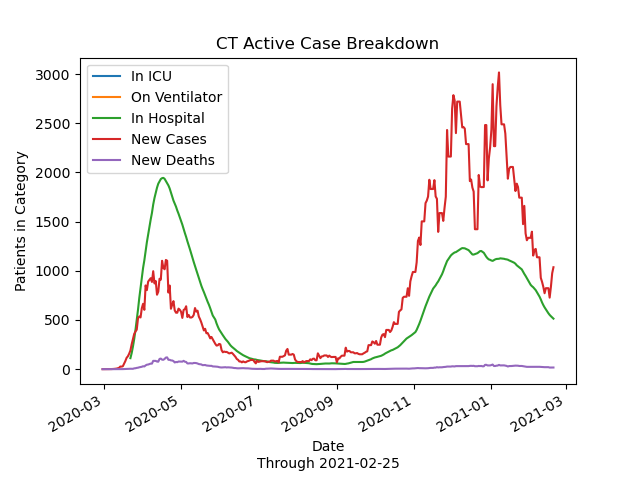 CT Active Case Breakdown
In ICU
On Ventilator
In Hospital
New Cases
New Deaths
Patients in Category
3000
2500
2000
1500
1000
500
0
2020-03
2020-05
2020-07
2020-09
2020-11
2021-01
2021-03
Date
Through 2021-02-25